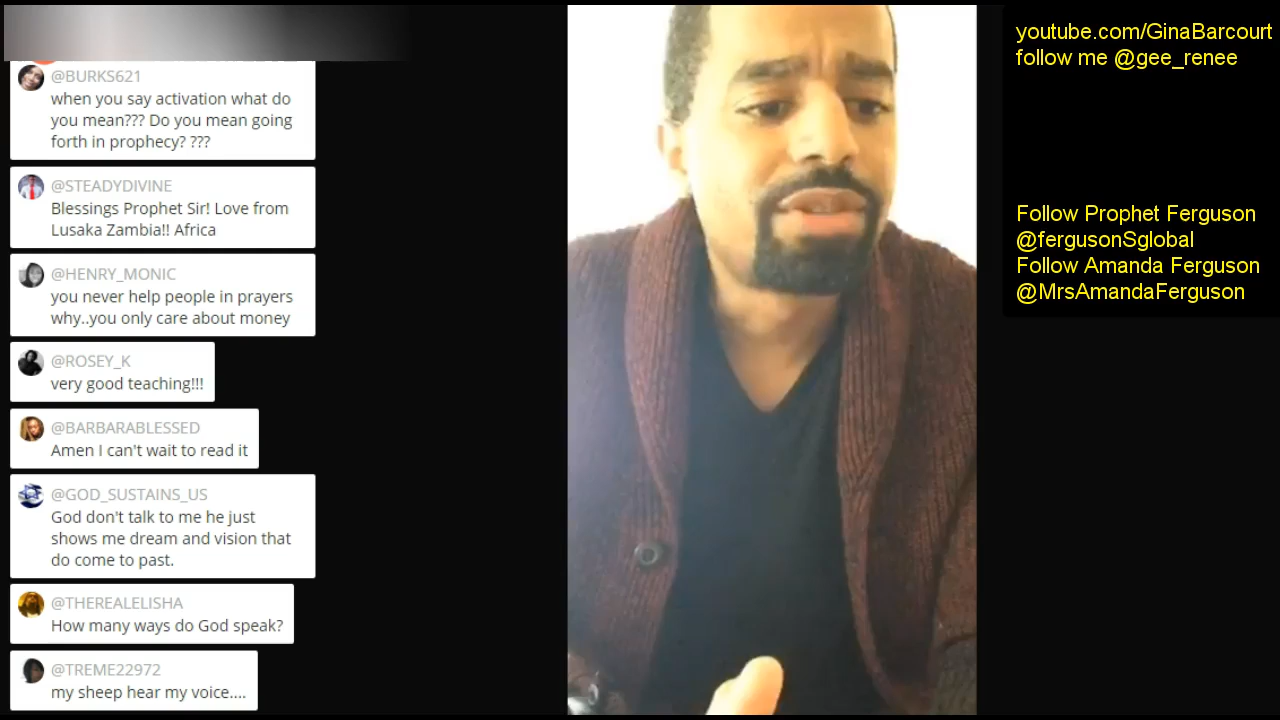 @BURKS621
when you say activation what do
you mean??? Do you mean going
forth in prophecy? ???
@STEADYDIVINE
Blessings Prophet Sir! Love from
Lusaka Zambia!! Africa
@HENRY_MONIC
you never help people in prayers
why..you only care about money
@ROSEY_K
very good teaching!!!
@BARBARABLESSED
Amen I can't wait to read it
@GOD_SUSTAINS_US
God don't talk to me he just
shows me dream and vision that
do come to past.
@THEREALELISHA
How many ways do God speak?
@TREME22972
my sheep hear my voice....
youtube.com/GinaBarcourt
follow me @gee_renee
Follow Prophet Ferguson
@fergusonSglobal
Follow Amanda Ferguson
@MrsAmandaFerguson